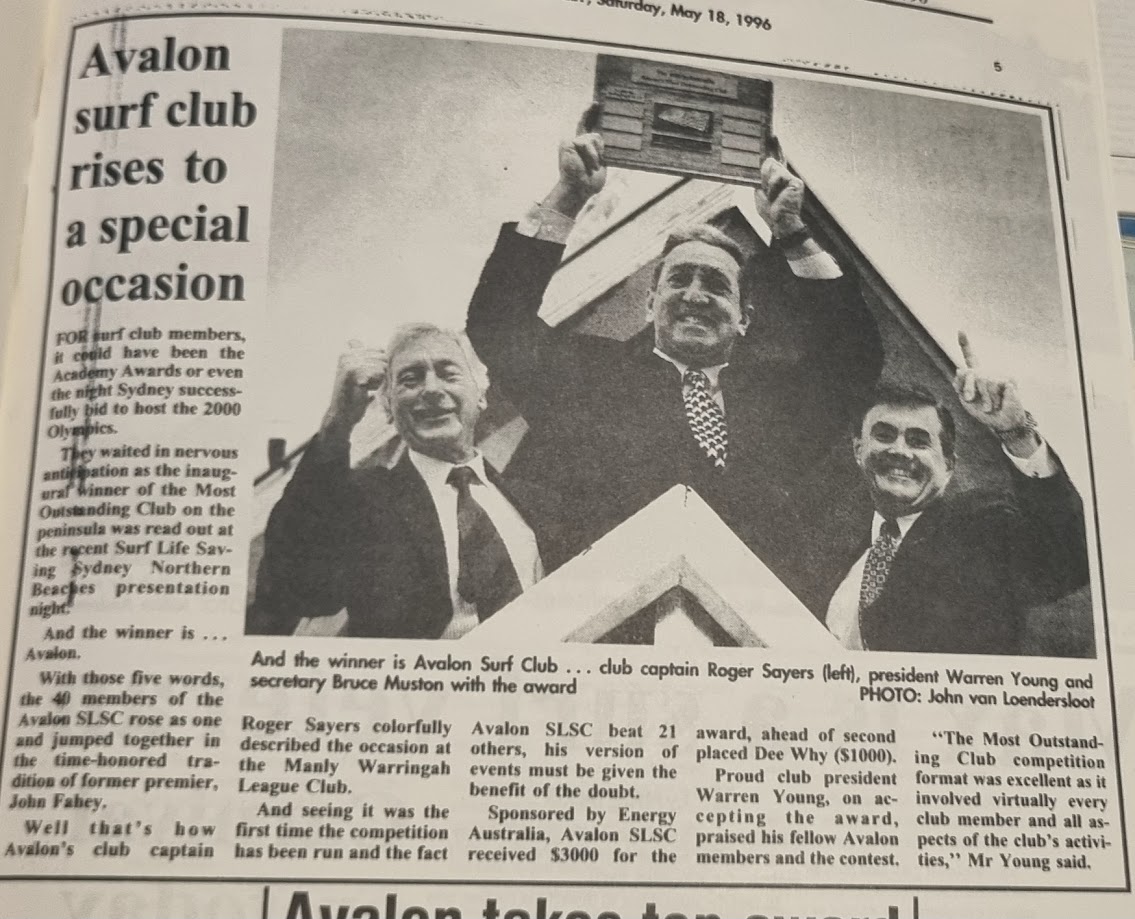 Saturday, May 18, 1996
5
Avalon
surf club
rises to
a special
occasion
FOR surf club members,
it could have been the
Academy Awards or even
the night Sydney success-
fully bid to host the 2000
Olympics.
They waited in nervous
anticipation as the inaug-
ural winner of the Most
Outstanding Club on the
peninsula was read out at
the recent Surf Life Sav-
ing Sydney Northern
Beaches presentation
night.
And the winner is ...
Avalon.
With those five words,
the 40 members of the
Avalon SLSC rose as one
and jumped together in
the time-honored tra-
dition of former premier,
John Fahey.
Well that's how
Avalon's club captain
And the winner is Avalon Surf Club ... club captain Roger Sayers (left), president Warren Young and
secretary Bruce Muston with the award
PHOTO: John van Loendersloot
Roger Sayers colorfully
described the occasion at
the Manly Warringah
League Club.
And seeing it was the
first time the competition
has been run and the fact
Avalon SLSC beat 21
others, his version of
events must be given the
benefit of the doubt.
Sponsored by Energy
Australia, Avalon SLSC
received $3000 for the
award, ahead of second
placed Dee Why ($1000).
Proud club president
Warren Young, on ac-
cepting the award,
praised his fellow Avalon
members and the contest.
"The Most Outstand-
ing Club competition
format was excellent as it
involved virtually every
club member and all as-
pects of the club's activi-
ties," Mr Young said.
Avalon takes top award